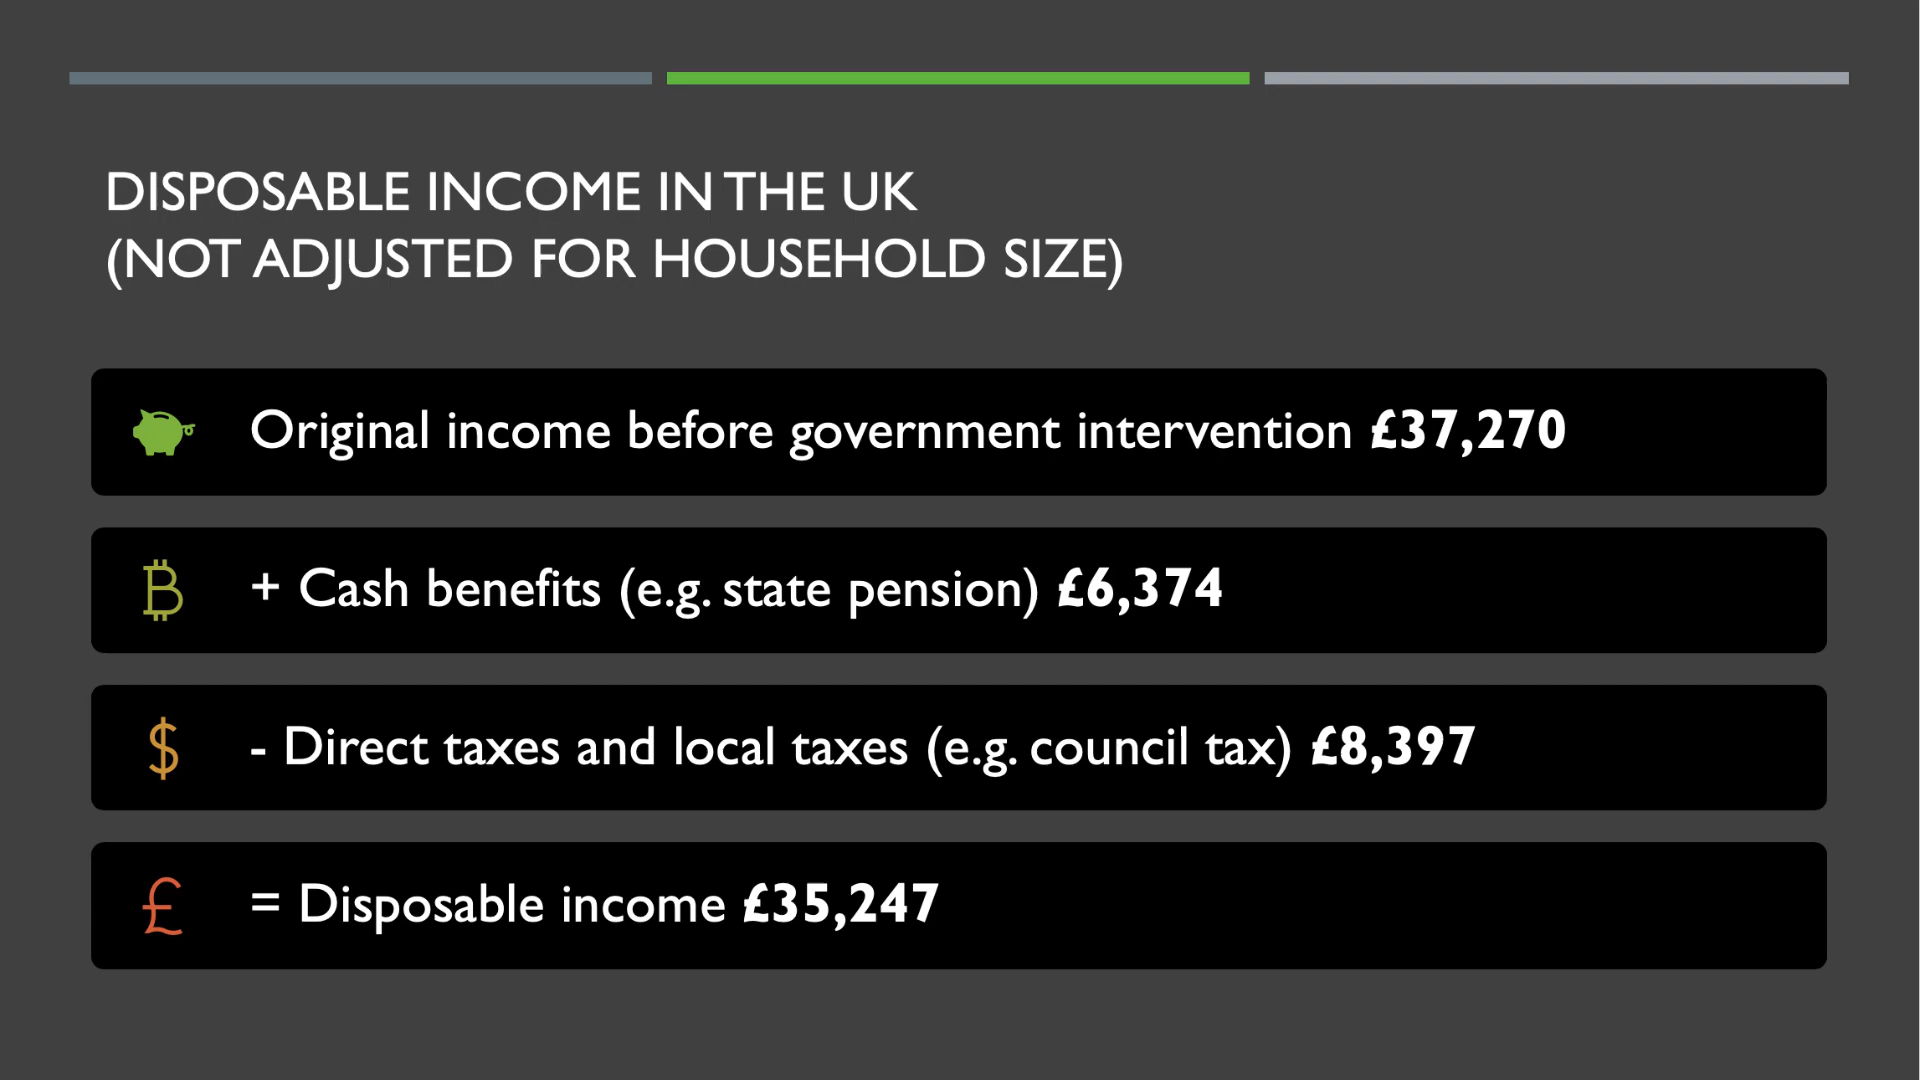 DISPOSABLE INCOME IN THE UK
(NOT ADJUSTED FOR HOUSEHOLD SIZE)
Original income before government intervention £37,270
+ Cash benefits (e.g. state pension) £6,374
- Direct taxes and local taxes (e.g. council tax) £8,397
= Disposable income £35,247